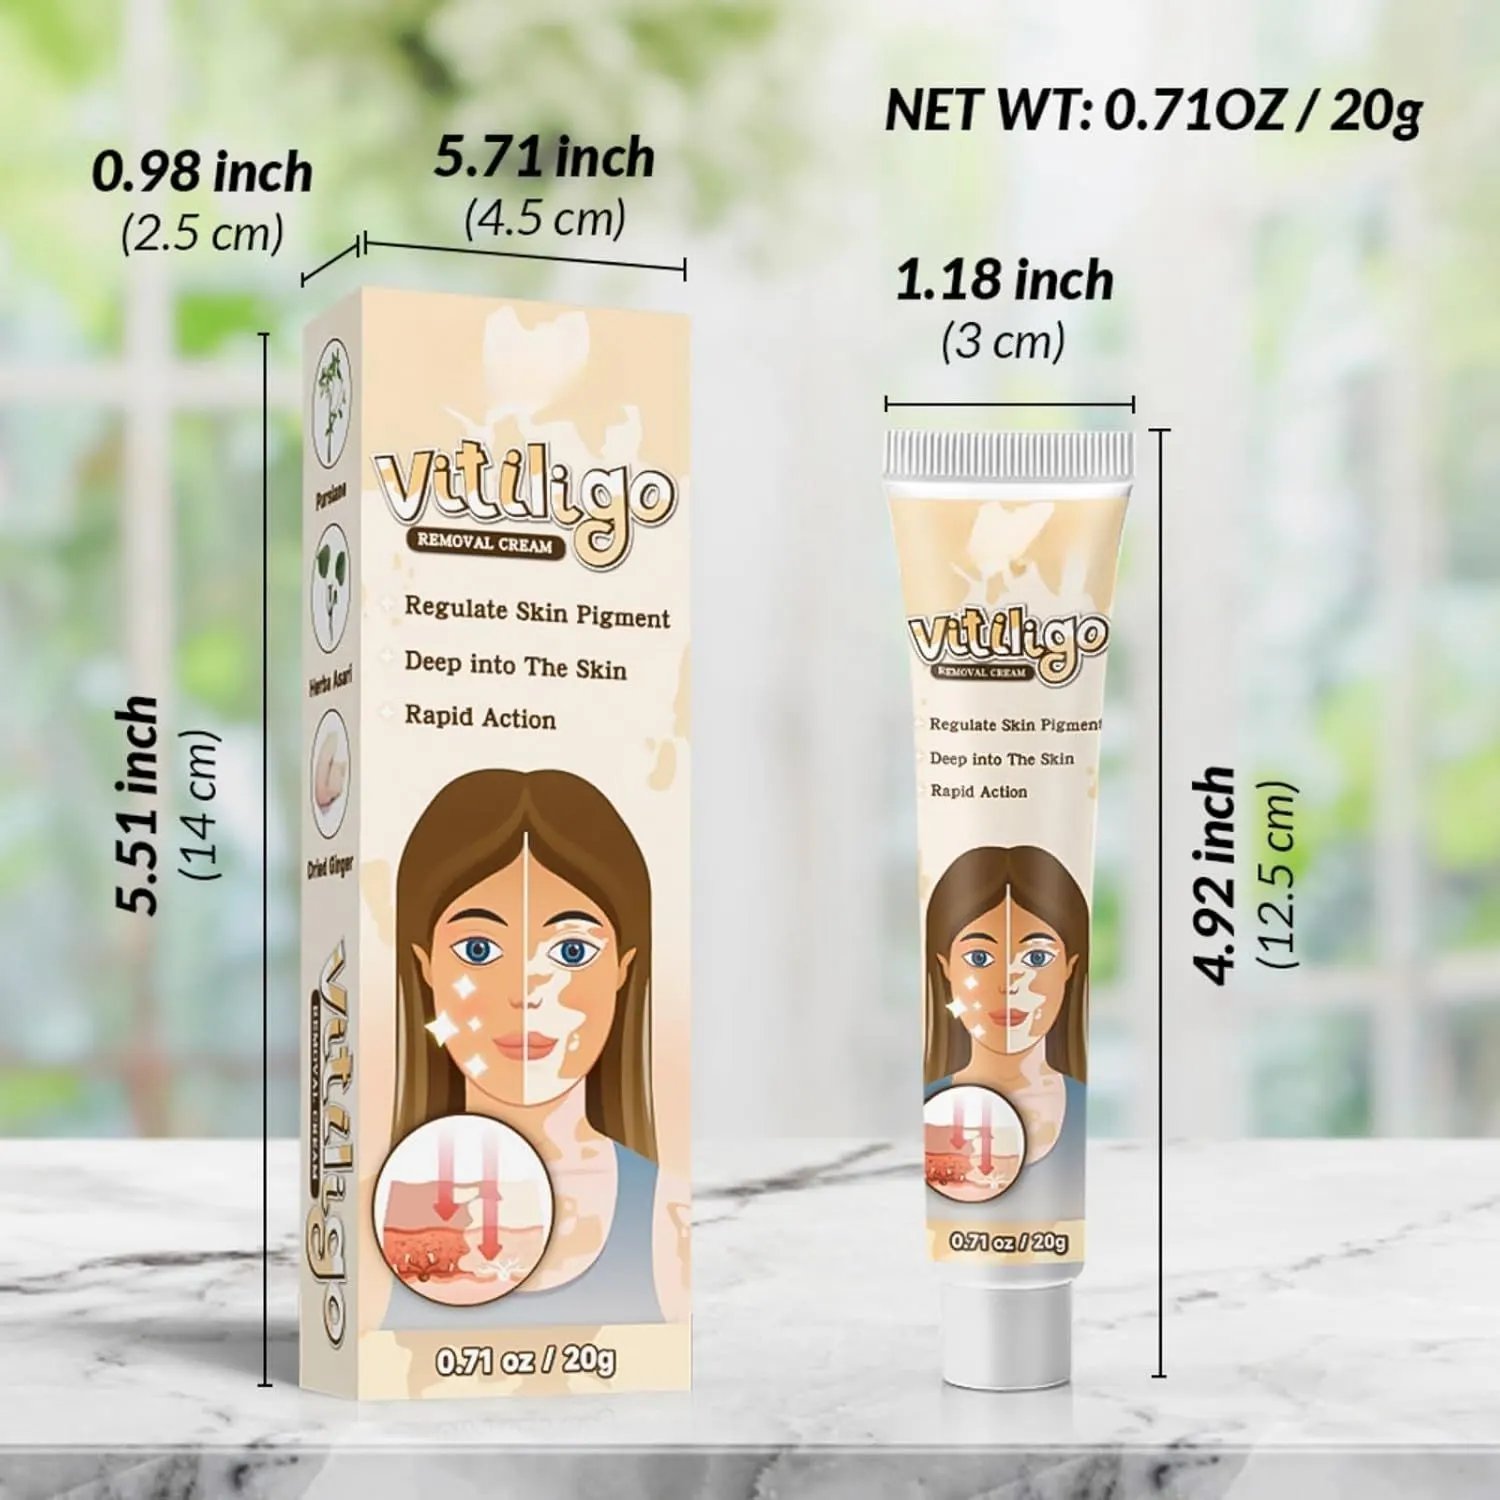 NET WT: 0.71OZ / 20g
0.98 inch
(2.5 cm)
5.71 inch
(4.5 cm)
1.18 inch
(3 cm)
5.51 inch
(14 cm)
4.92 inch
(12.5 cm)
Purslane
Herba Asari
Dried Ginger
Vitiligo
REMOVAL CREAM
Vitiligo
REMOVAL CREAM
Regulate Skin Pigment
Deep into The Skin
Rapid Action
0.71 oz / 20g
Vitiligo
REMOVAL CREAM
Regulate Skin Pigment
Deep into The Skin
Rapid Action
0.71 oz / 20g